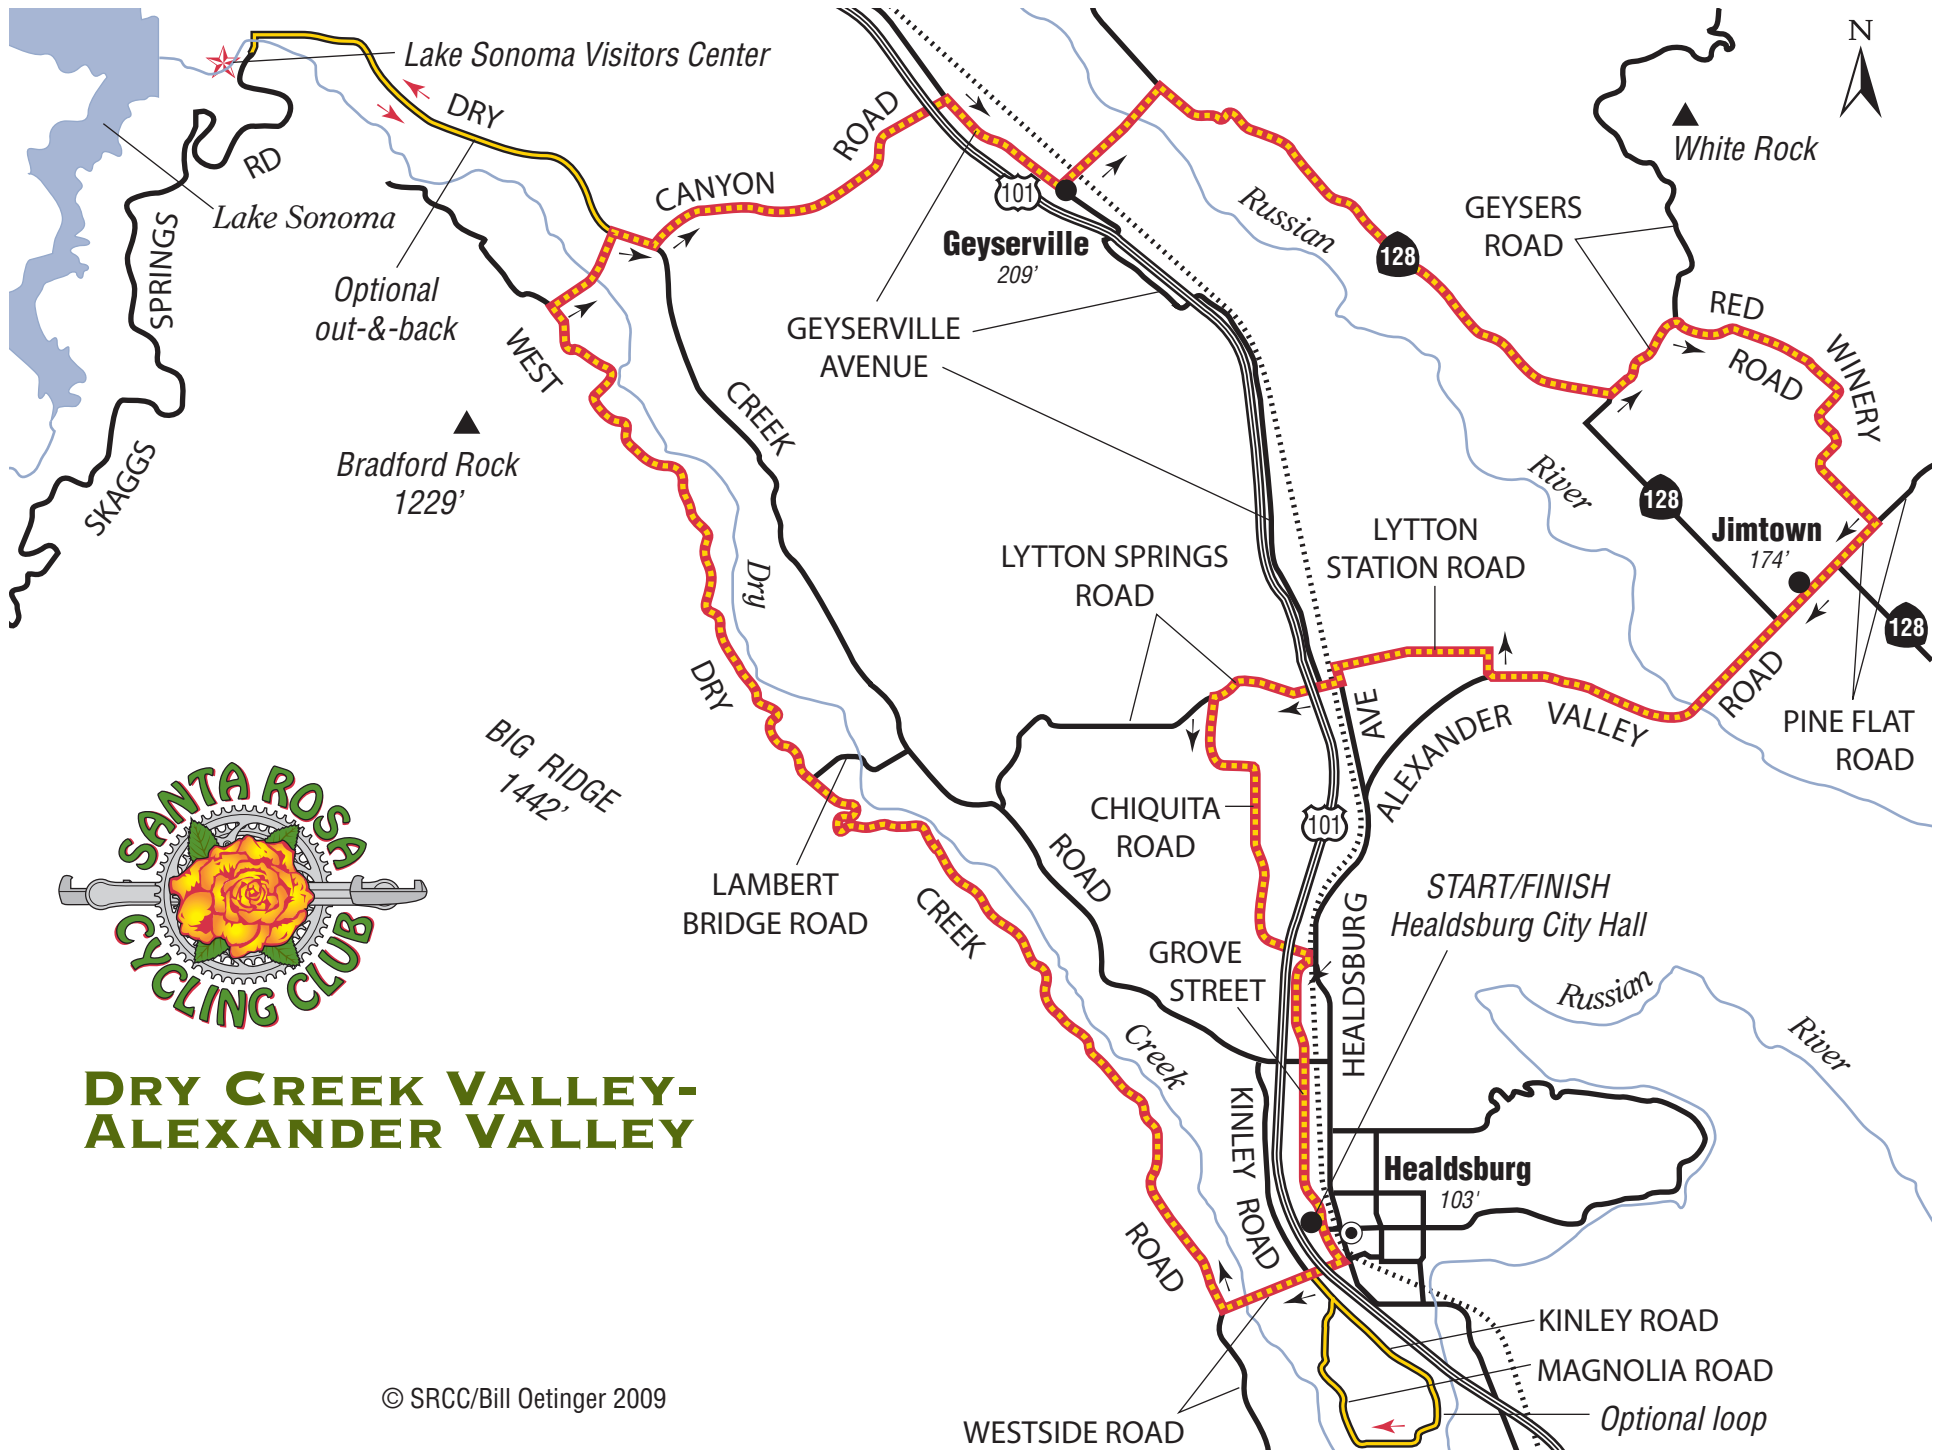 Lake Sonoma Visitors Center
N
DRY
CANYON
ROAD
White Rock
SPRINGS
RD
Lake Sonoma
101
Geyserville
209'
Russian
128
GEYSERS
ROAD
Optional
out-&-back
WEST
GEYSERVILLE
AVENUE
RED
WINERY
ROAD
CREEK
SKAGGS
Bradford Rock
1229'
River
128
Jimtown
174'
LYTTON SPRINGS
ROAD
LYTTON
STATION ROAD
Dry
128
DRY
AVE
ALEXANDER
VALLEY
ROAD
PINE FLAT
ROAD
BIG RIDGE
1442'
SANTA ROSA
CYCLING CLUB
CHIQUITA
ROAD
101
ROAD
LAMBERT
BRIDGE ROAD
CREEK
START/FINISH
Healdsburg City Hall
GROVE
STREET
HEALDSBURG
Russian
River
Creek
DRY CREEK VALLEY-
ALEXANDER VALLEY
KINLEY
ROAD
Healdsburg
103'
ROAD
KINLEY ROAD
MAGNOLIA ROAD
Optional loop
WESTSIDE ROAD
© SRCC/Bill Oetinger 2009